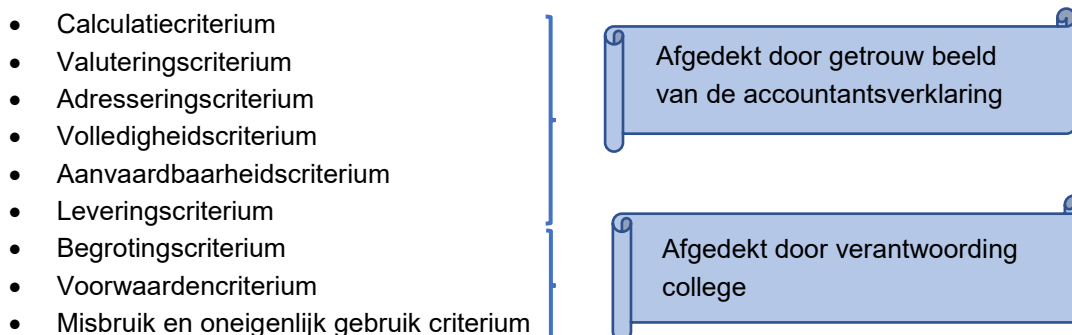 • Calculatiecriterium
• Valuteringscriterium
• Adresseringscriterium
• Volledigheidscriterium
• Aanvaardbaarheidscriterium
• Leveringscriterium
• Begrotingscriterium
• Voorwaardencriterium
• Misbruik en oneigenlijk gebruik criterium
Afgedekt door getrouw beeld
van de accountantsverklaring
Afgedekt door verantwoording
college